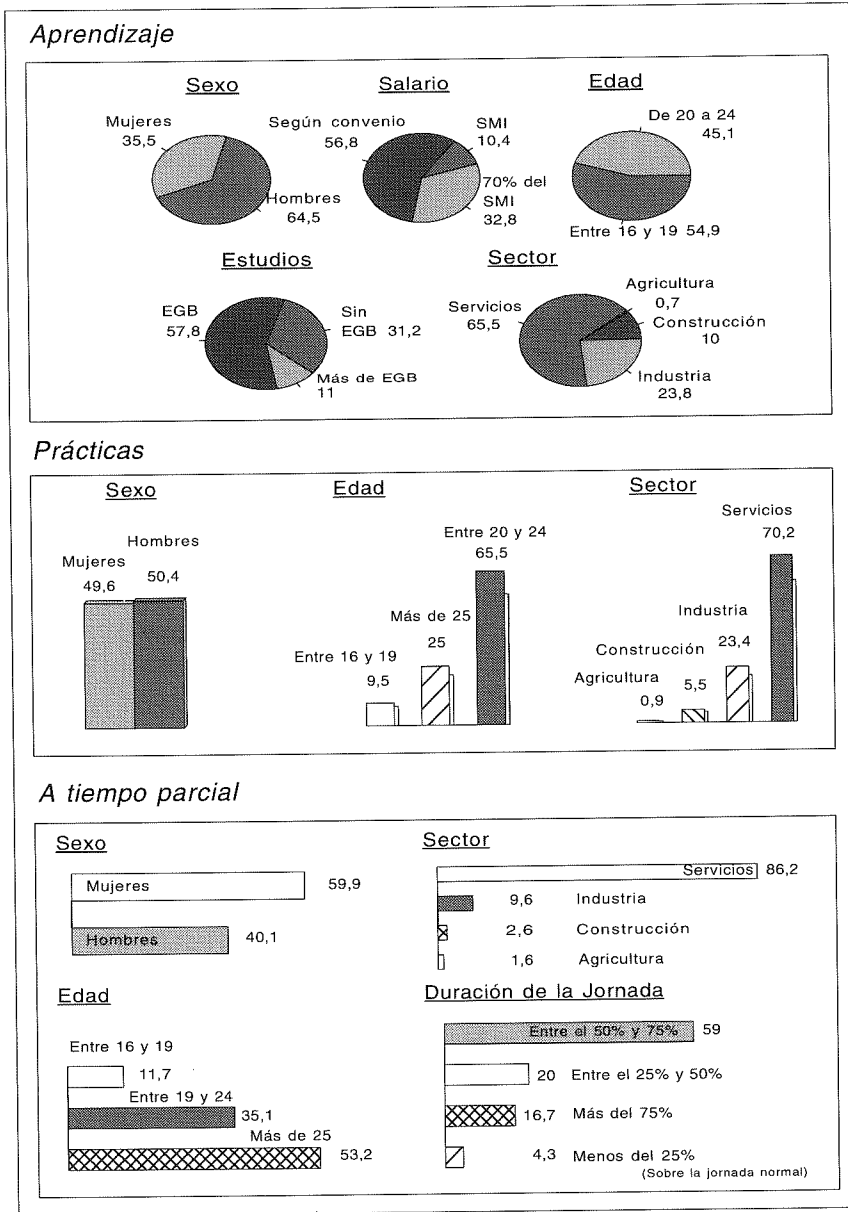 Aprendizaje
Sexo
Mujeres
35,5
Hombres
64,5
Salario
Según convenio
56,8
SMI
10,4
70% del
SMI
32,8
Edad
De 20 a 24
45,1
Entre 16 y 19 54,9
Estudios
EGB
57,8
Sin
EGB 31,2
Más de EGB
11
Sector
Servicios
65,5
Agricultura
0,7
Construcción
10
Industria
23,8
Prácticas
Sexo
Mujeres
49,6
Hombres
50,4
Edad
Entre 16 y 19
9,5
Más de 25
25
Entre 20 y 24
65,5
Sector
Agricultura
0,9
Construcción
5,5
Industria
23,4
Servicios
70,2
A tiempo parcial
Sexo
Mujeres 59,9
Hombres 40,1
Sector
Servicios 86,2
9,6 Industria
2,6 Construcción
1,6 Agricultura
Edad
Entre 16 y 19
11,7
Entre 19 y 24
35,1
Más de 25
53,2
Duración de la Jornada
Entre el 50% y 75% 59
20 Entre el 25% y 50%
16,7 Más del 75%
4,3 Menos del 25%
(Sobre la jornada normal)